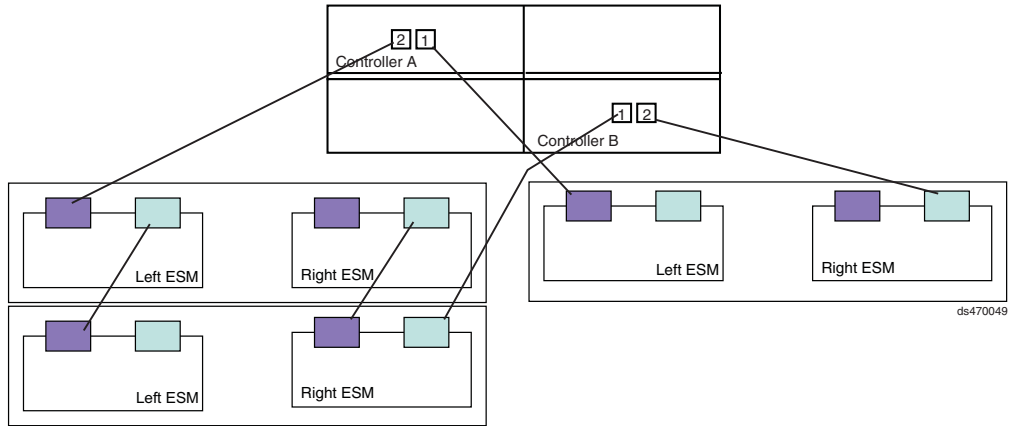 2 1
Controller A
1 2
Controller B
Left ESM
Right ESM
Left ESM
Right ESM
ds470049
Left ESM
Right ESM